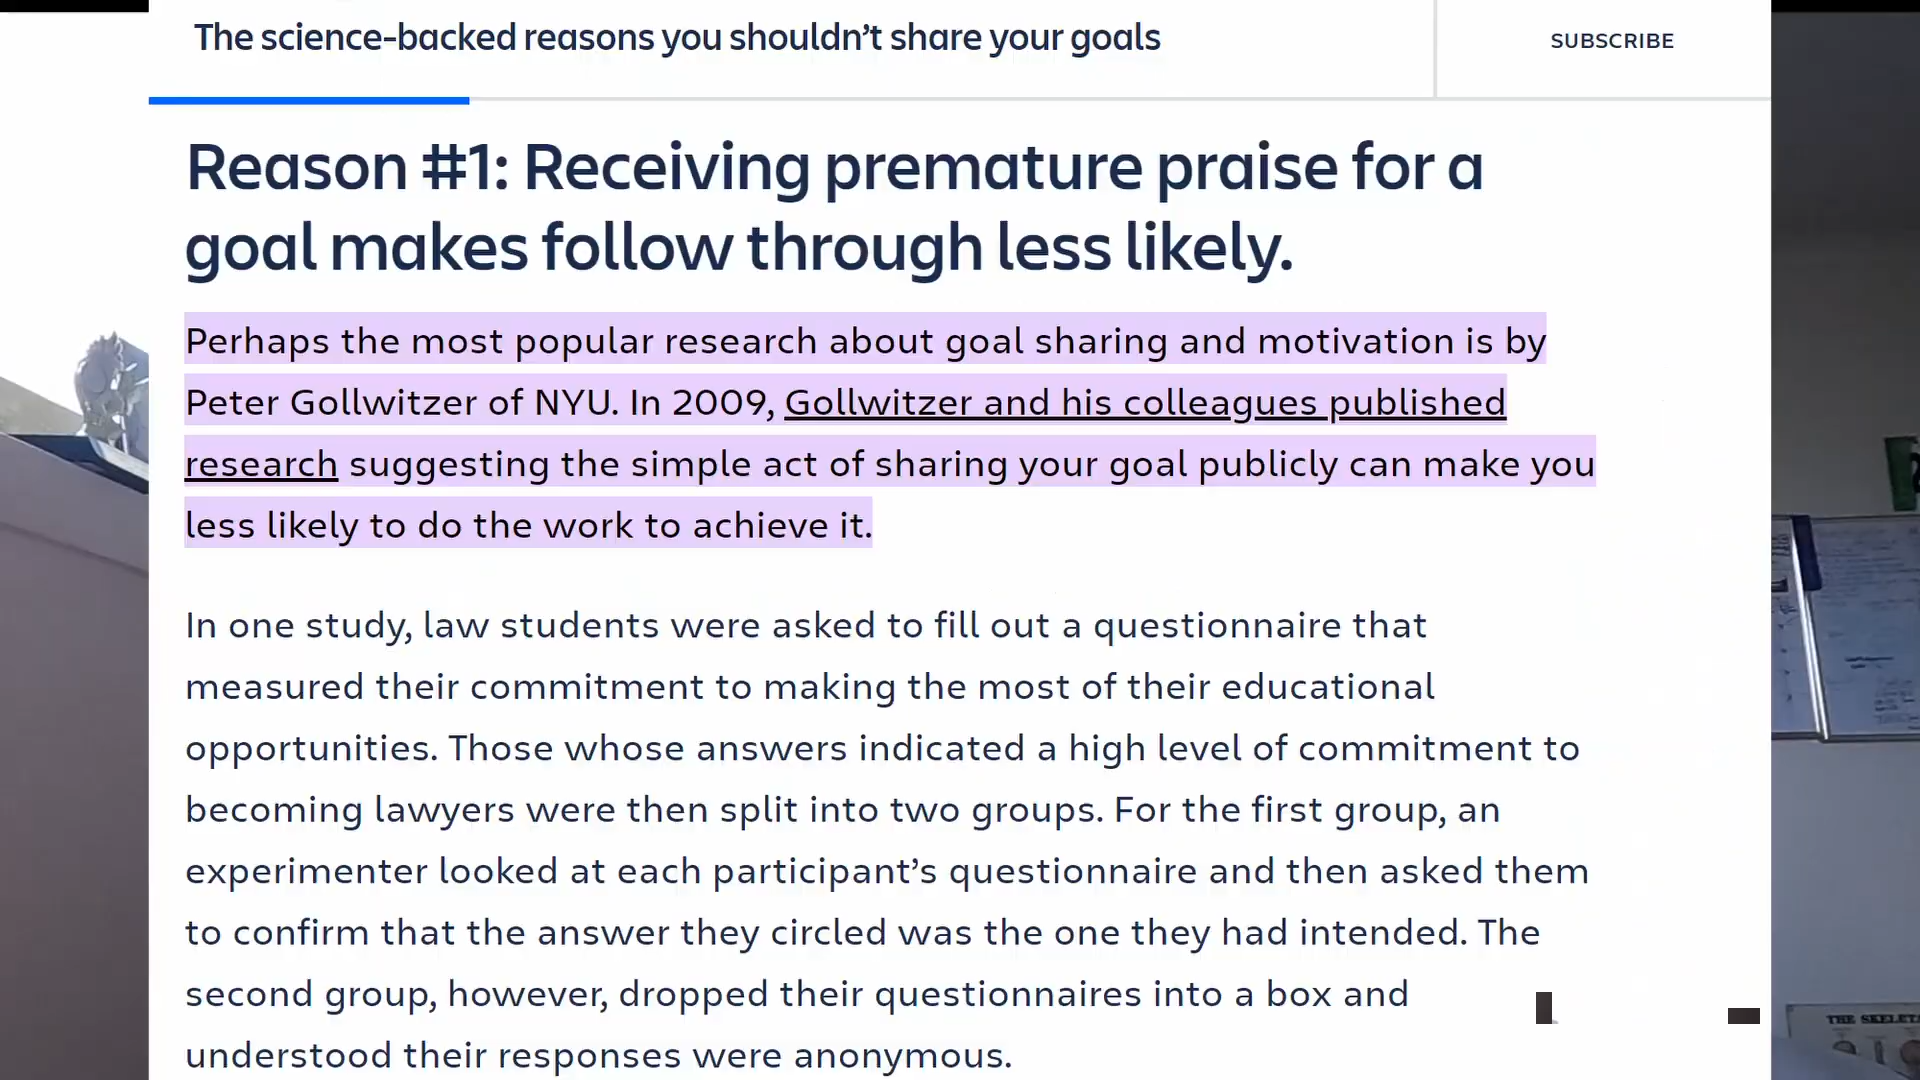 The science-backed reasons you shouldn’t share your goals
SUBSCRIBE
Reason #1: Receiving premature praise for a
goal makes follow through less likely.
Perhaps the most popular research about goal sharing and motivation is by
Peter Gollwitzer of NYU. In 2009, Gollwitzer and his colleagues published
research suggesting the simple act of sharing your goal publicly can make you
less likely to do the work to achieve it.
In one study, law students were asked to fill out a questionnaire that
measured their commitment to making the most of their educational
opportunities. Those whose answers indicated a high level of commitment to
becoming lawyers were then split into two groups. For the first group, an
experimenter looked at each participant’s questionnaire and then asked them
to confirm that the answer they circled was the one they had intended. The
second group, however, dropped their questionnaires into a box and
understood their responses were anonymous.
THE